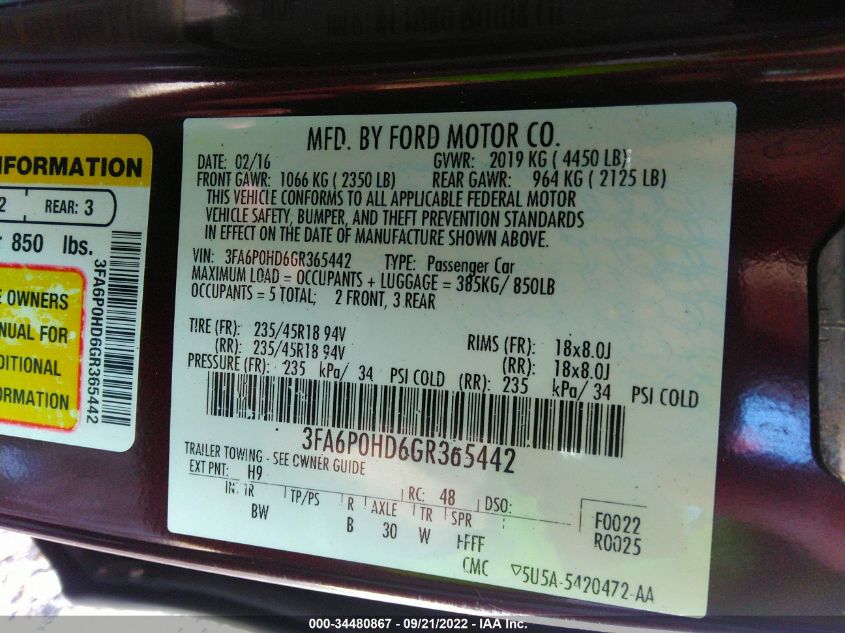 INFORMATION
2 REAR: 3
850 lbs.
3FA6P0HD6GR365442
OWNERS
MANUAL FOR
ADDITIONAL
INFORMATION
MFD. BY FORD MOTOR CO.
DATE: 02/16 GVWR: 2019 KG ( 4450 LB)
FRONT GAWR: 1066 KG ( 2350 LB) REAR GAWR: 964 KG ( 2125 LB)
THIS VEHICLE CONFORMS TO ALL APPLICABLE FEDERAL MOTOR
VEHICLE SAFETY, BUMPER, AND THEFT PREVENTION STANDARDS
IN EFFECT ON THE DATE OF MANUFACTURE SHOWN ABOVE.
VIN: 3FA6P0HD6GR365442 TYPE: Passenger Car
MAXIMUM LOAD = OCCUPANTS + LUGGAGE = 385KG/ 850LB
OCCUPANTS = 5 TOTAL; 2 FRONT, 3 REAR
TIRE (FR): 235/45R18 94V RIMS (FR): 18x8.0J
(RR): 235/45R18 94V (RR): 18x8.0J
PRESSURE (FR): 235 kPa/ 34 PSI COLD (RR): 235 kPa/ 34 PSI COLD
3FA6P0HD6GR365442
TRAILER TOWING - SEE OWNER GUIDE
EXT PNT: H9 RC: 48 DSO:
INT TR TP/PS R AXLE TR SPR F0022
BW B 30 W FFFF R0025
CMC ▽5U5A-5420472-AA
000-34480867 - 09/21/2022 - IAA Inc.